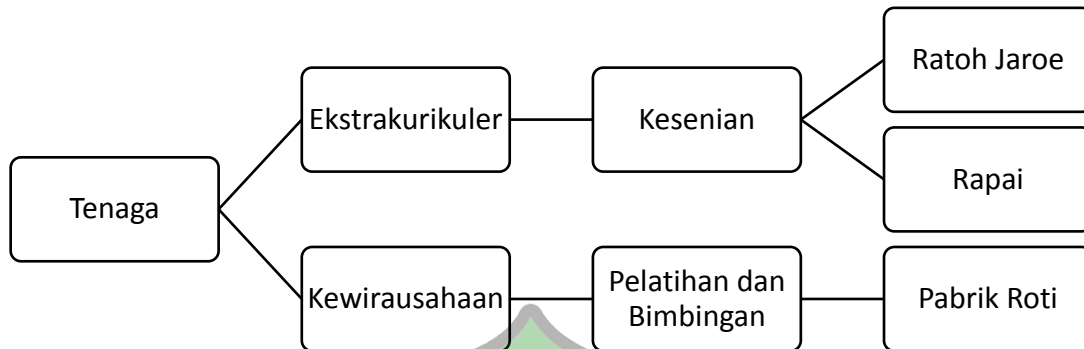 Tenaga
Ekstrakurikuler
Kesenian
Ratoh Jaroe
Rapai
Kewirausahaan
Pelatihan dan
Bimbingan
Pabrik Roti